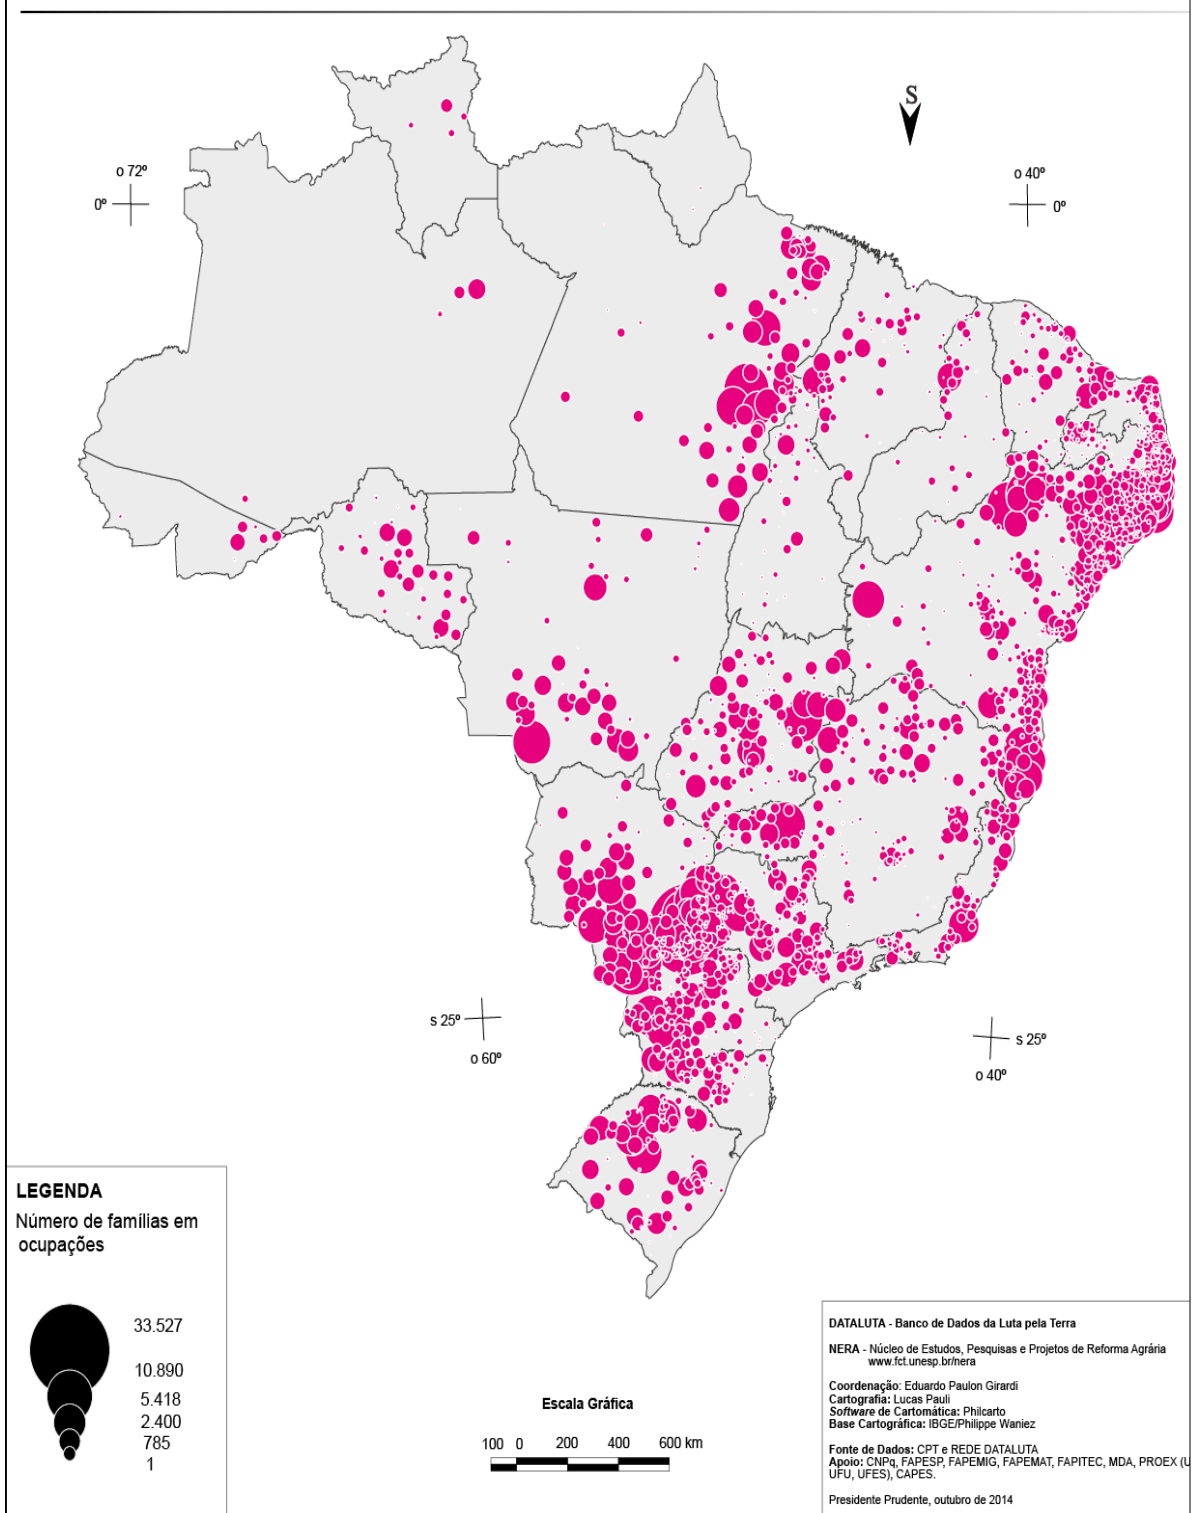 S
o 72º
0º
o 40º
0º
s 25º
o 60º
s 25º
o 40º
LEGENDA
Número de famílias em
ocupações
33.527
10.890
5.418
2.400
785
1
Escala Gráfica
100 0 200 400 600 km
DATALUTA - Banco de Dados da Luta pela Terra
NERA - Núcleo de Estudos, Pesquisas e Projetos de Reforma Agrária
www.fct.unesp.br/nera
Coordenação: Eduardo Paulon Girardi
Cartografia: Lucas Pauli
Software de Cartomática: Philcarto
Base Cartográfica: IBGE/Philippe Waniez
Fonte de Dados: CPT e REDE DATALUTA
Apoio: CNPq, FAPESP, FAPEMIG, FAPEMAT, FAPITEC, MDA, PROEX (U
UFU, UFES), CAPES.
Presidente Prudente, outubro de 2014